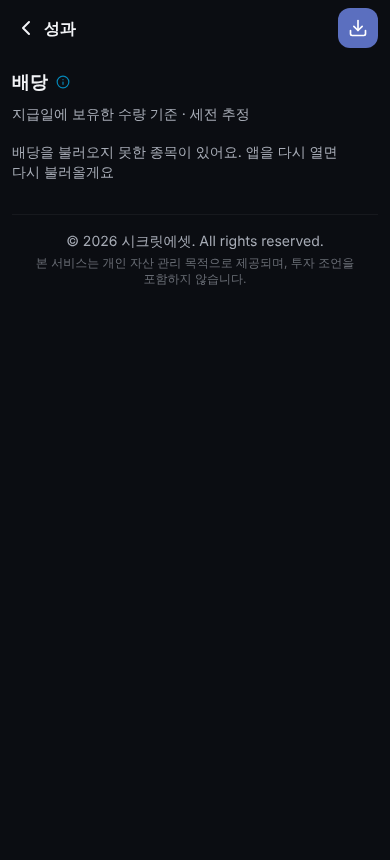 성과
배당
지급일에 보유한 수량 기준 · 세전 추정
배당을 불러오지 못한 종목이 있어요. 앱을 다시 열면
다시 불러올게요
© 2026 시크릿에셋. All rights reserved.
본 서비스는 개인 자산 관리 목적으로 제공되며, 투자 조언을
포함하지 않습니다.